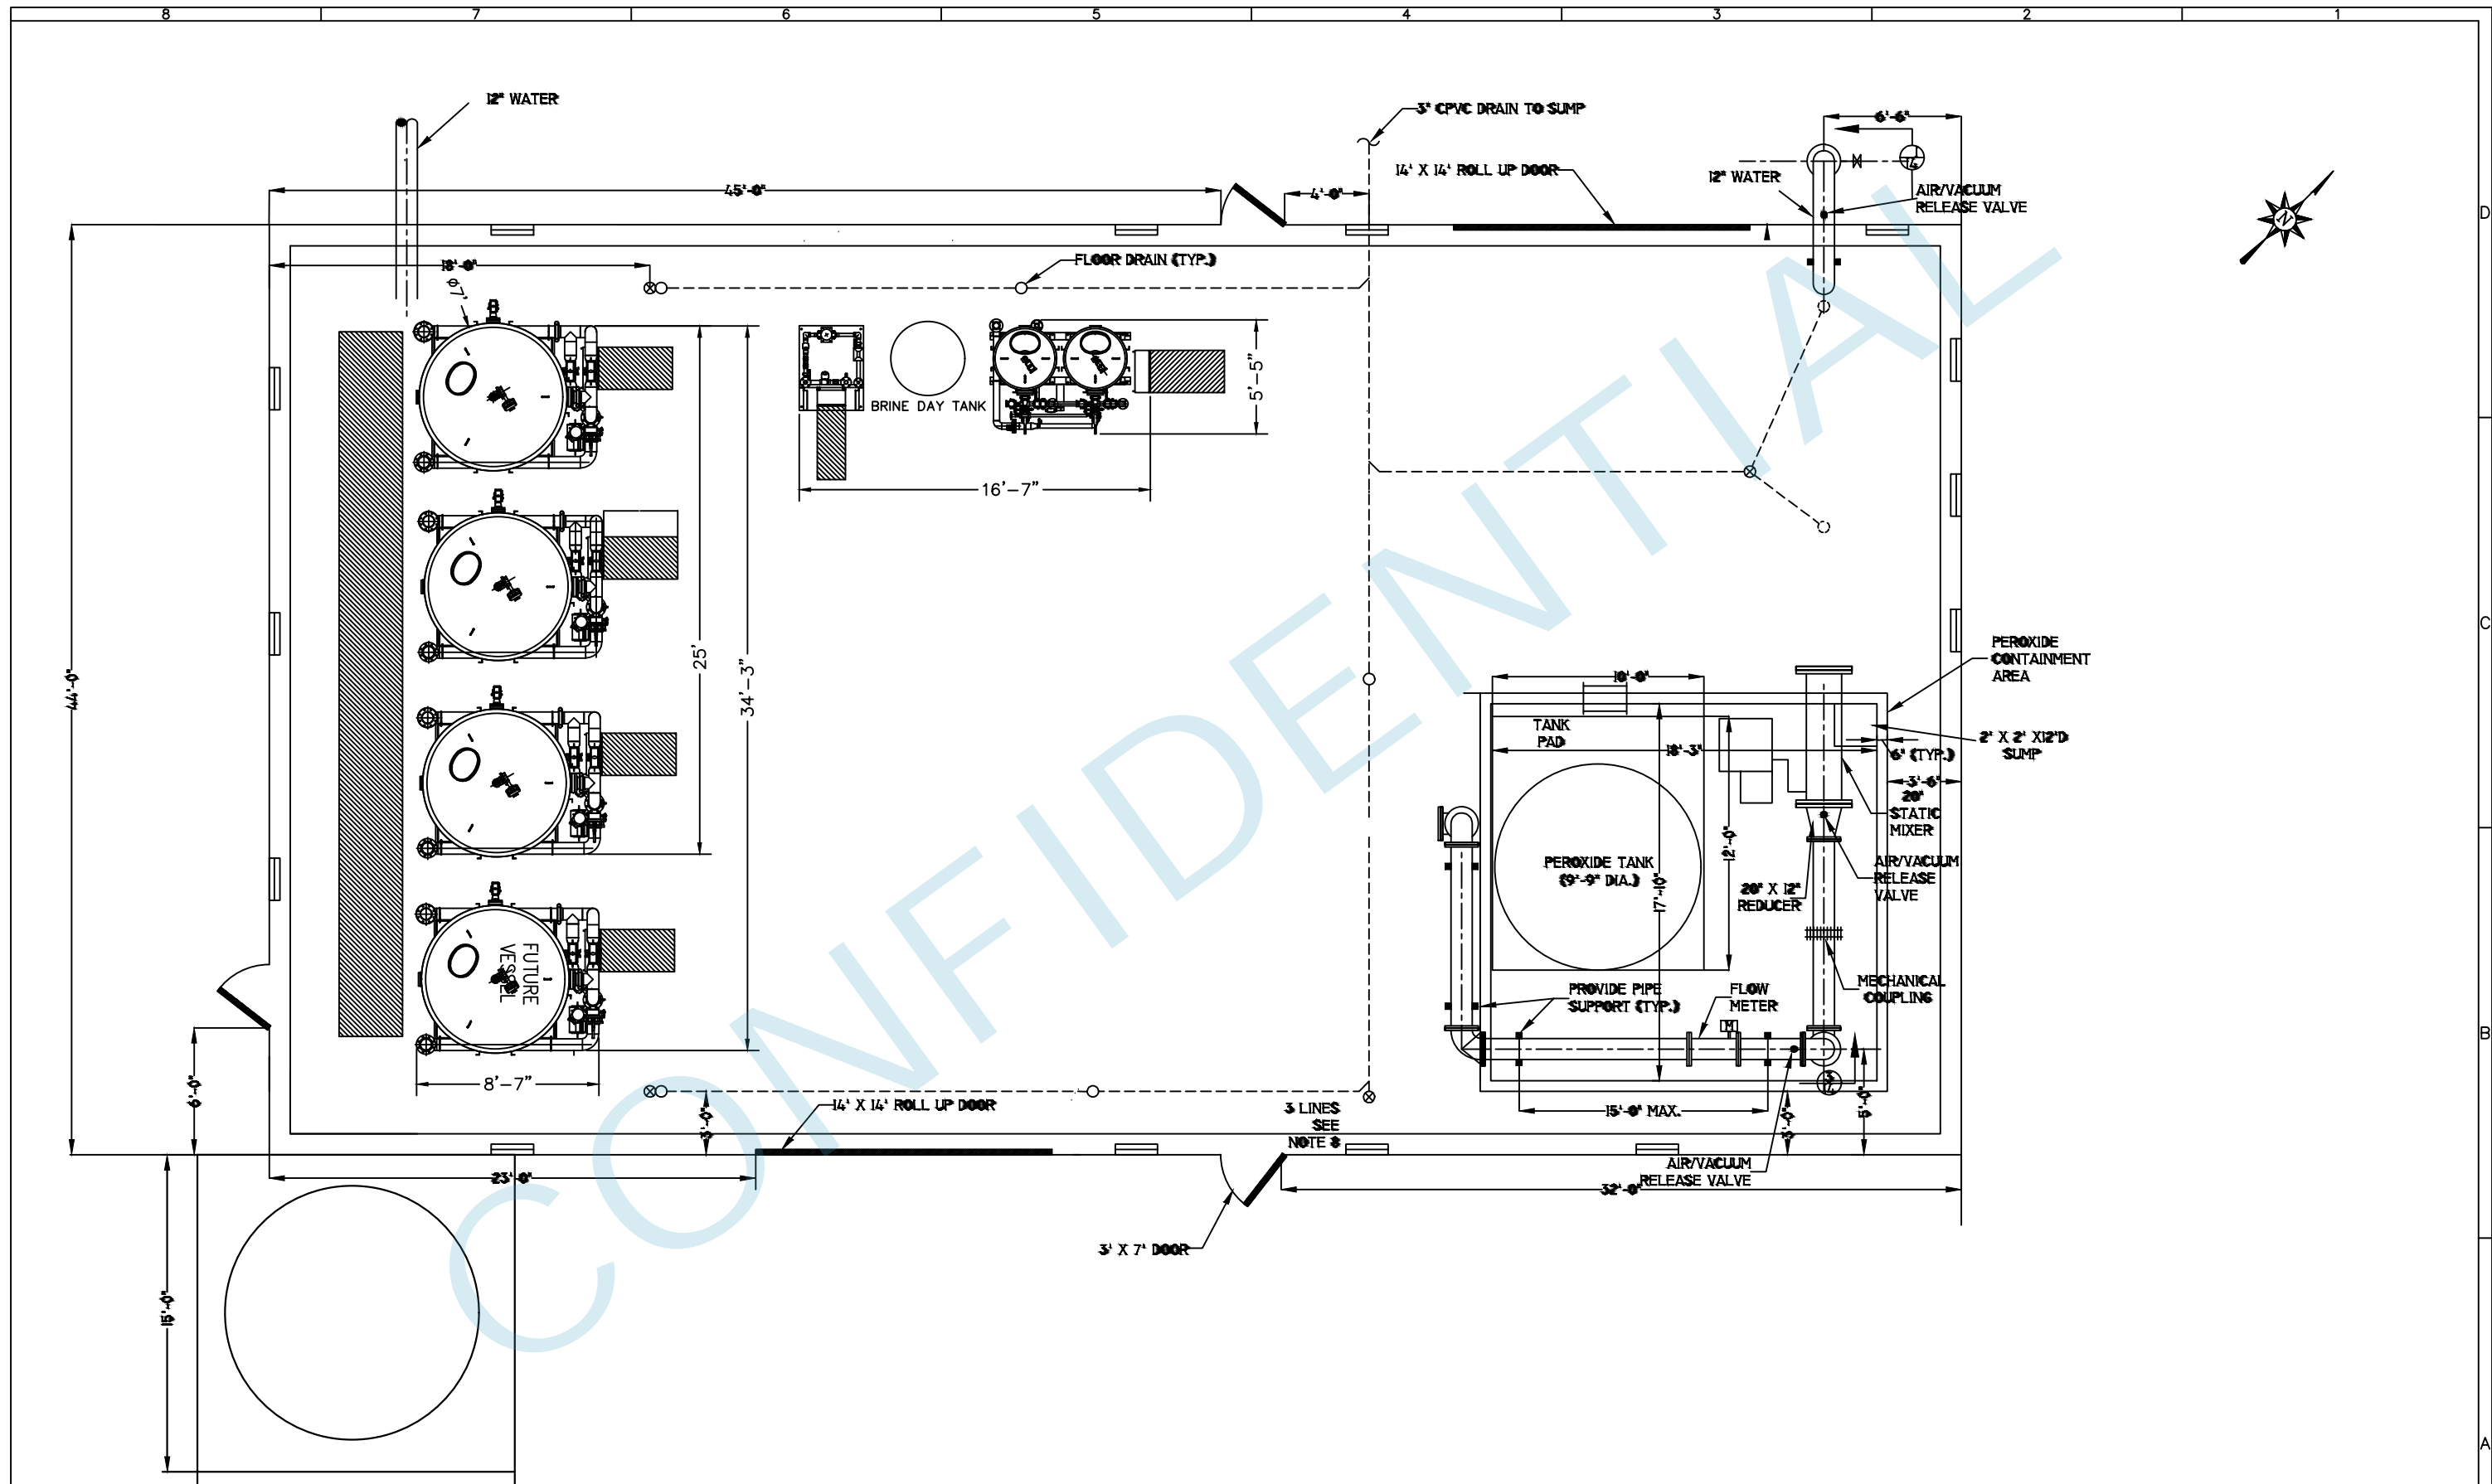 8 7 6 5 4 3 2 1
12" WATER
3" CPVC DRAIN TO SUMP
6'-6"
14' X 14' ROLL UP DOOR
12" WATER
AIR/VACUUM
RELEASE VALVE
45'-0"
4'-0"
N
D
18'-0"
FLOOR DRAIN (TYP.)
Φ7'
BRINE DAY TANK
5'-5"
16'-7"
C
25'
34'-3"
44'-0"
PEROXIDE
CONTAINMENT
AREA
10'-0"
TANK
PAD
18'-3"
2' X 2' X12"D
SUMP
6" (TYP.)
3'-6"
20"
STATIC
MIXER
12'-0"
PEROXIDE TANK
(9'-9" DIA.)
17'-10"
20" X 12"
REDUCER
AIR/VACUUM
RELEASE
VALVE
FUTURE
VESSEL
PROVIDE PIPE
SUPPORT (TYP.)
FLOW
METER
M
MECHANICAL
COUPLING
B
8'-7"
6'-0"
3'-0"
14' X 14' ROLL UP DOOR
3 LINES
SEE
NOTE 8
15'-0" MAX.
3'-0"
5'-0"
AIR/VACUUM
RELEASE VALVE
23'-0"
32'-0"
3' X 7' DOOR
15'-0"
A
CONFIDENTIAL